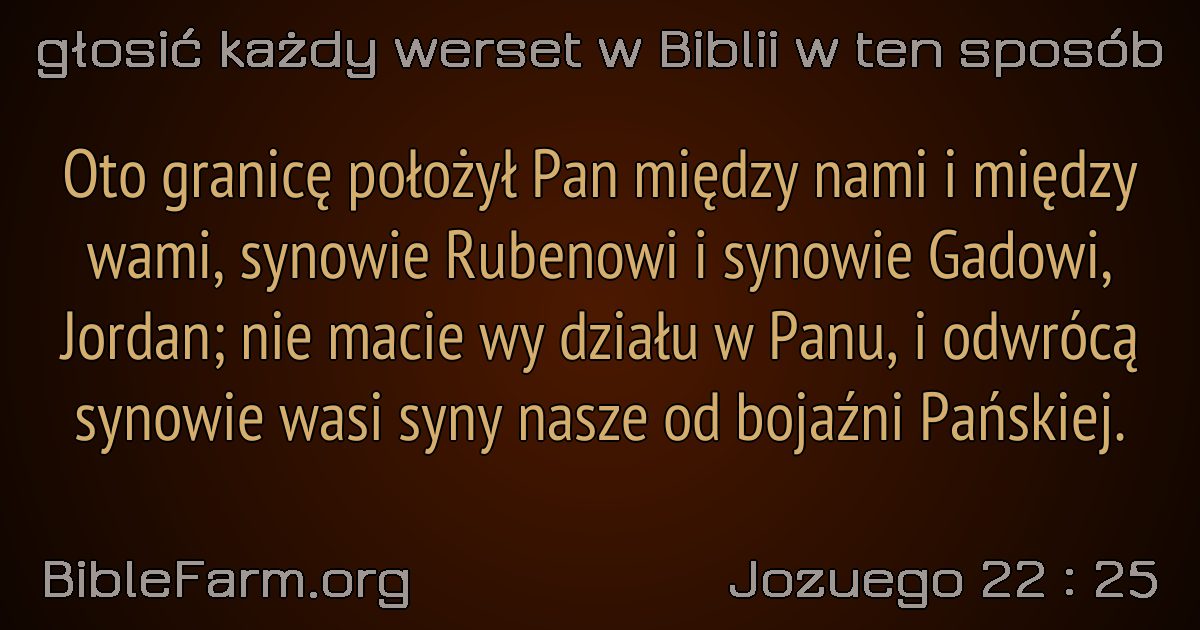 głosić każdy werset w Biblii w ten sposób
Oto granicę położył Pan między nami i między
wami, synowie Rubenowi i synowie Gadowi,
Jordan; nie macie wy działu w Panu, i odwrócą
synowie wasi syny nasze od bojaźni Pańskiej.
BibleFarm.org
Jozuego 22 : 25